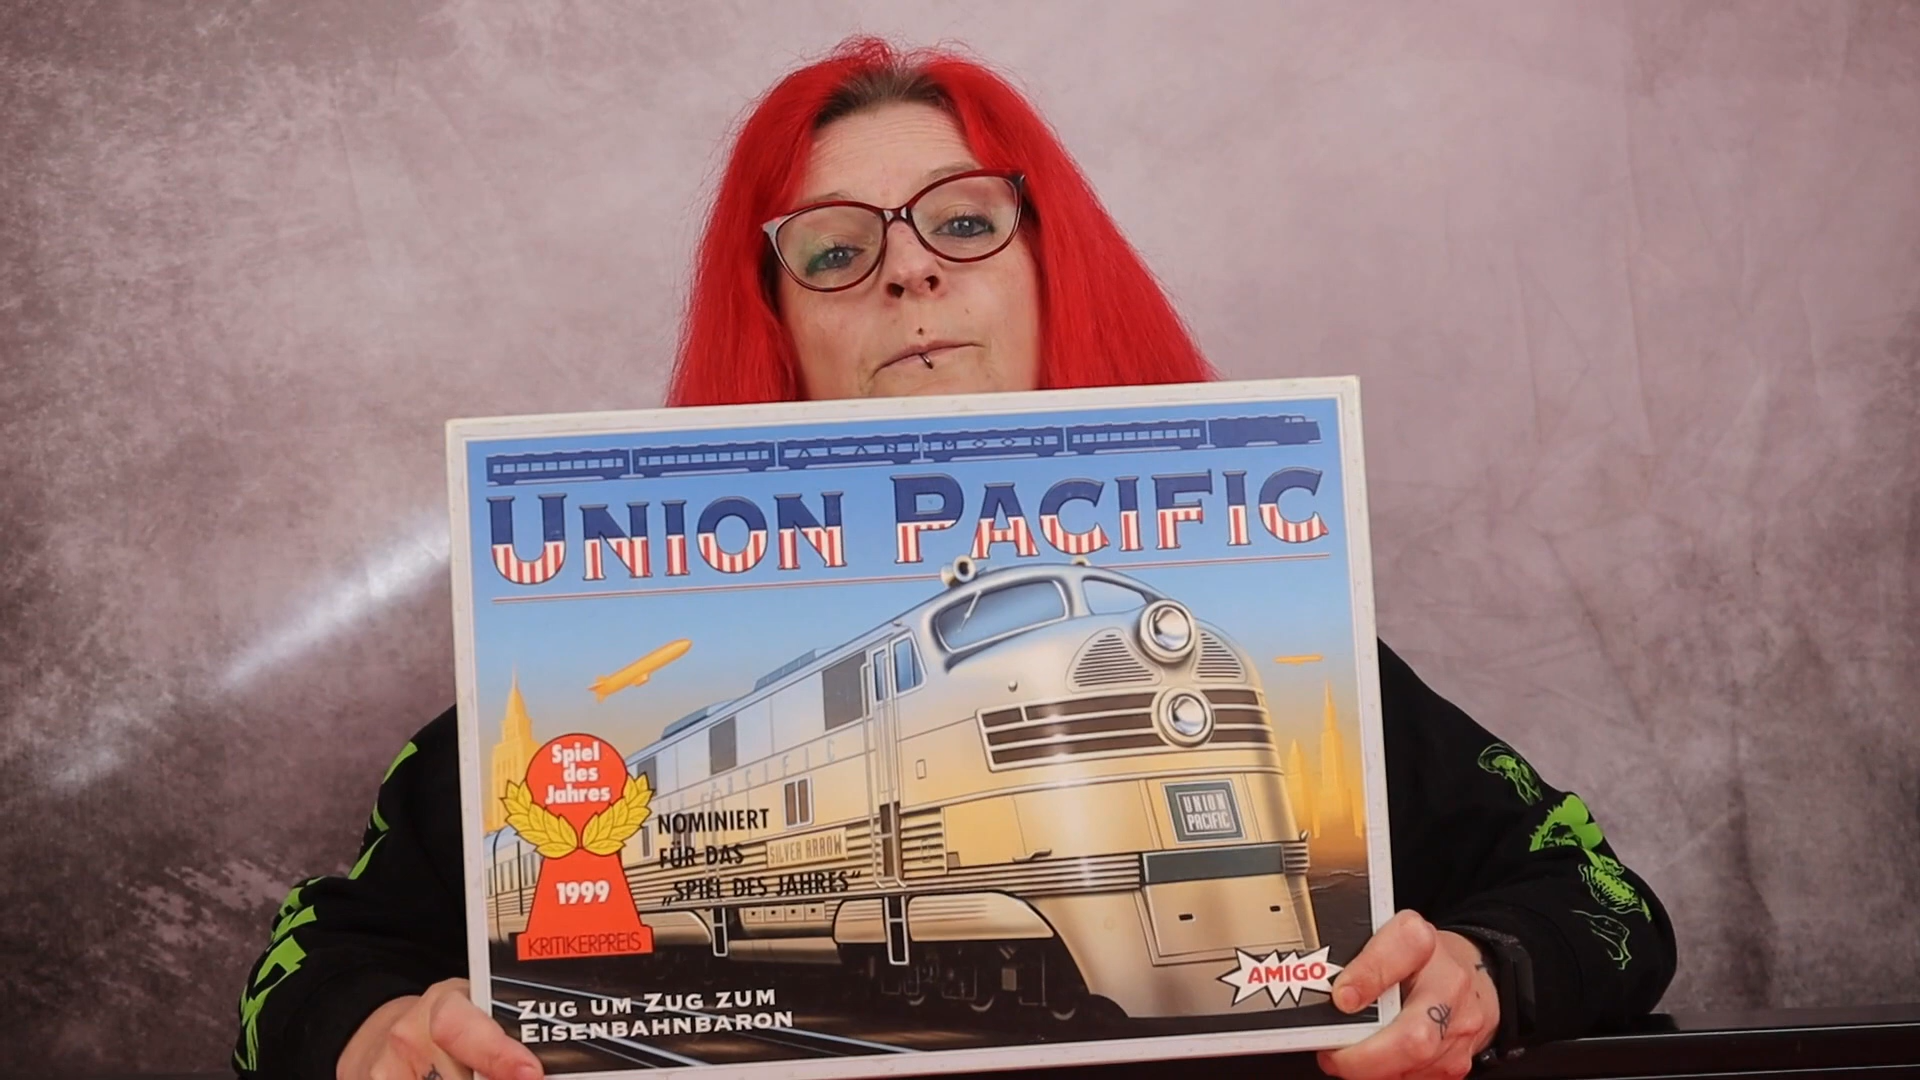 ALAN R. MOON
UNION PACIFIC
Spiel
des
Jahres
1999
KRITIKERPREIS
NOMINIERT
FÜR DAS
„SPIEL DES JAHRES“
SILVER ARROW
UNION
PACIFIC
AMIGO
ZUG UM ZUG ZUM
EISENBAHNBARON